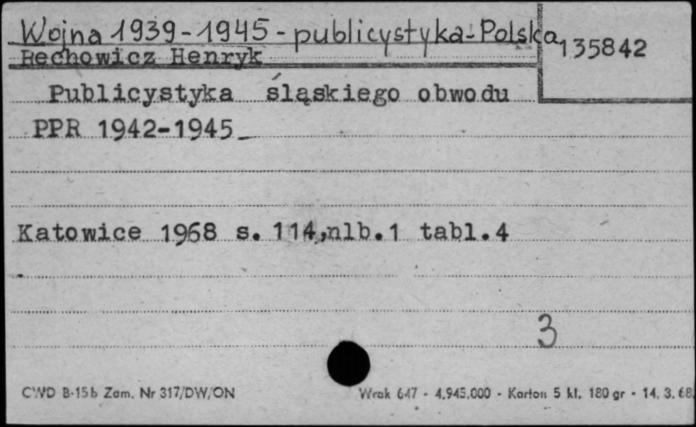 Wojna 1939-1945 - publicystyka - Polska
135842
Rechowicz Henryk
Publicystyka śląskiego obwodu
PPR 1942-1945
Katowice 1968 s. 114,nlb.1 tabl.4
3
CWD B-15b Zam. Nr 317/DW/ON
Wrak 647 - 4.945.000 - Karton 5 kl. 180 gr - 14. 3. 68.